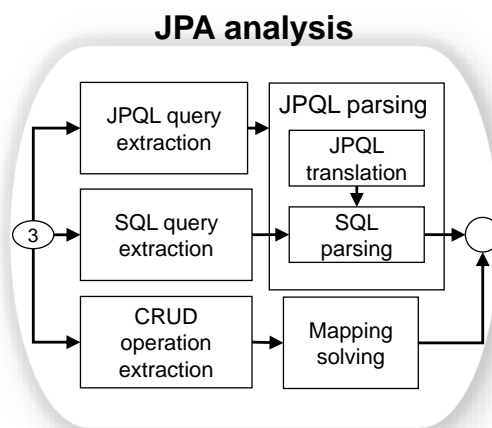 JPA analysis
JPQL query
extraction
JPQL parsing
JPQL
translation
3
SQL query
extraction
SQL
parsing
CRUD
operation
extraction
Mapping
solving